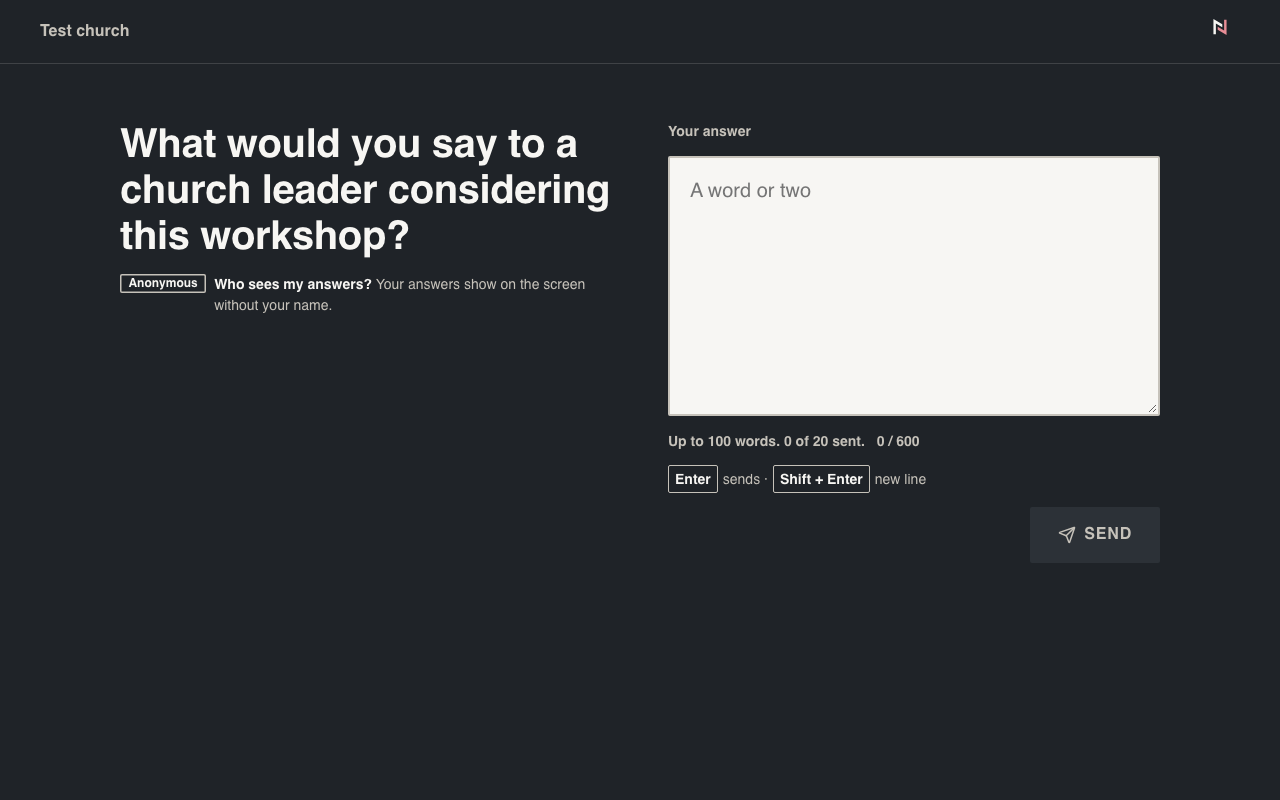 Test church
What would you say to a
church leader considering
this workshop?
Anonymous Who sees my answers? Your answers show on the screen
without your name.
Your answer
A word or two
Up to 100 words. 0 of 20 sent. 0 / 600
Enter sends · Shift + Enter new line
SEND